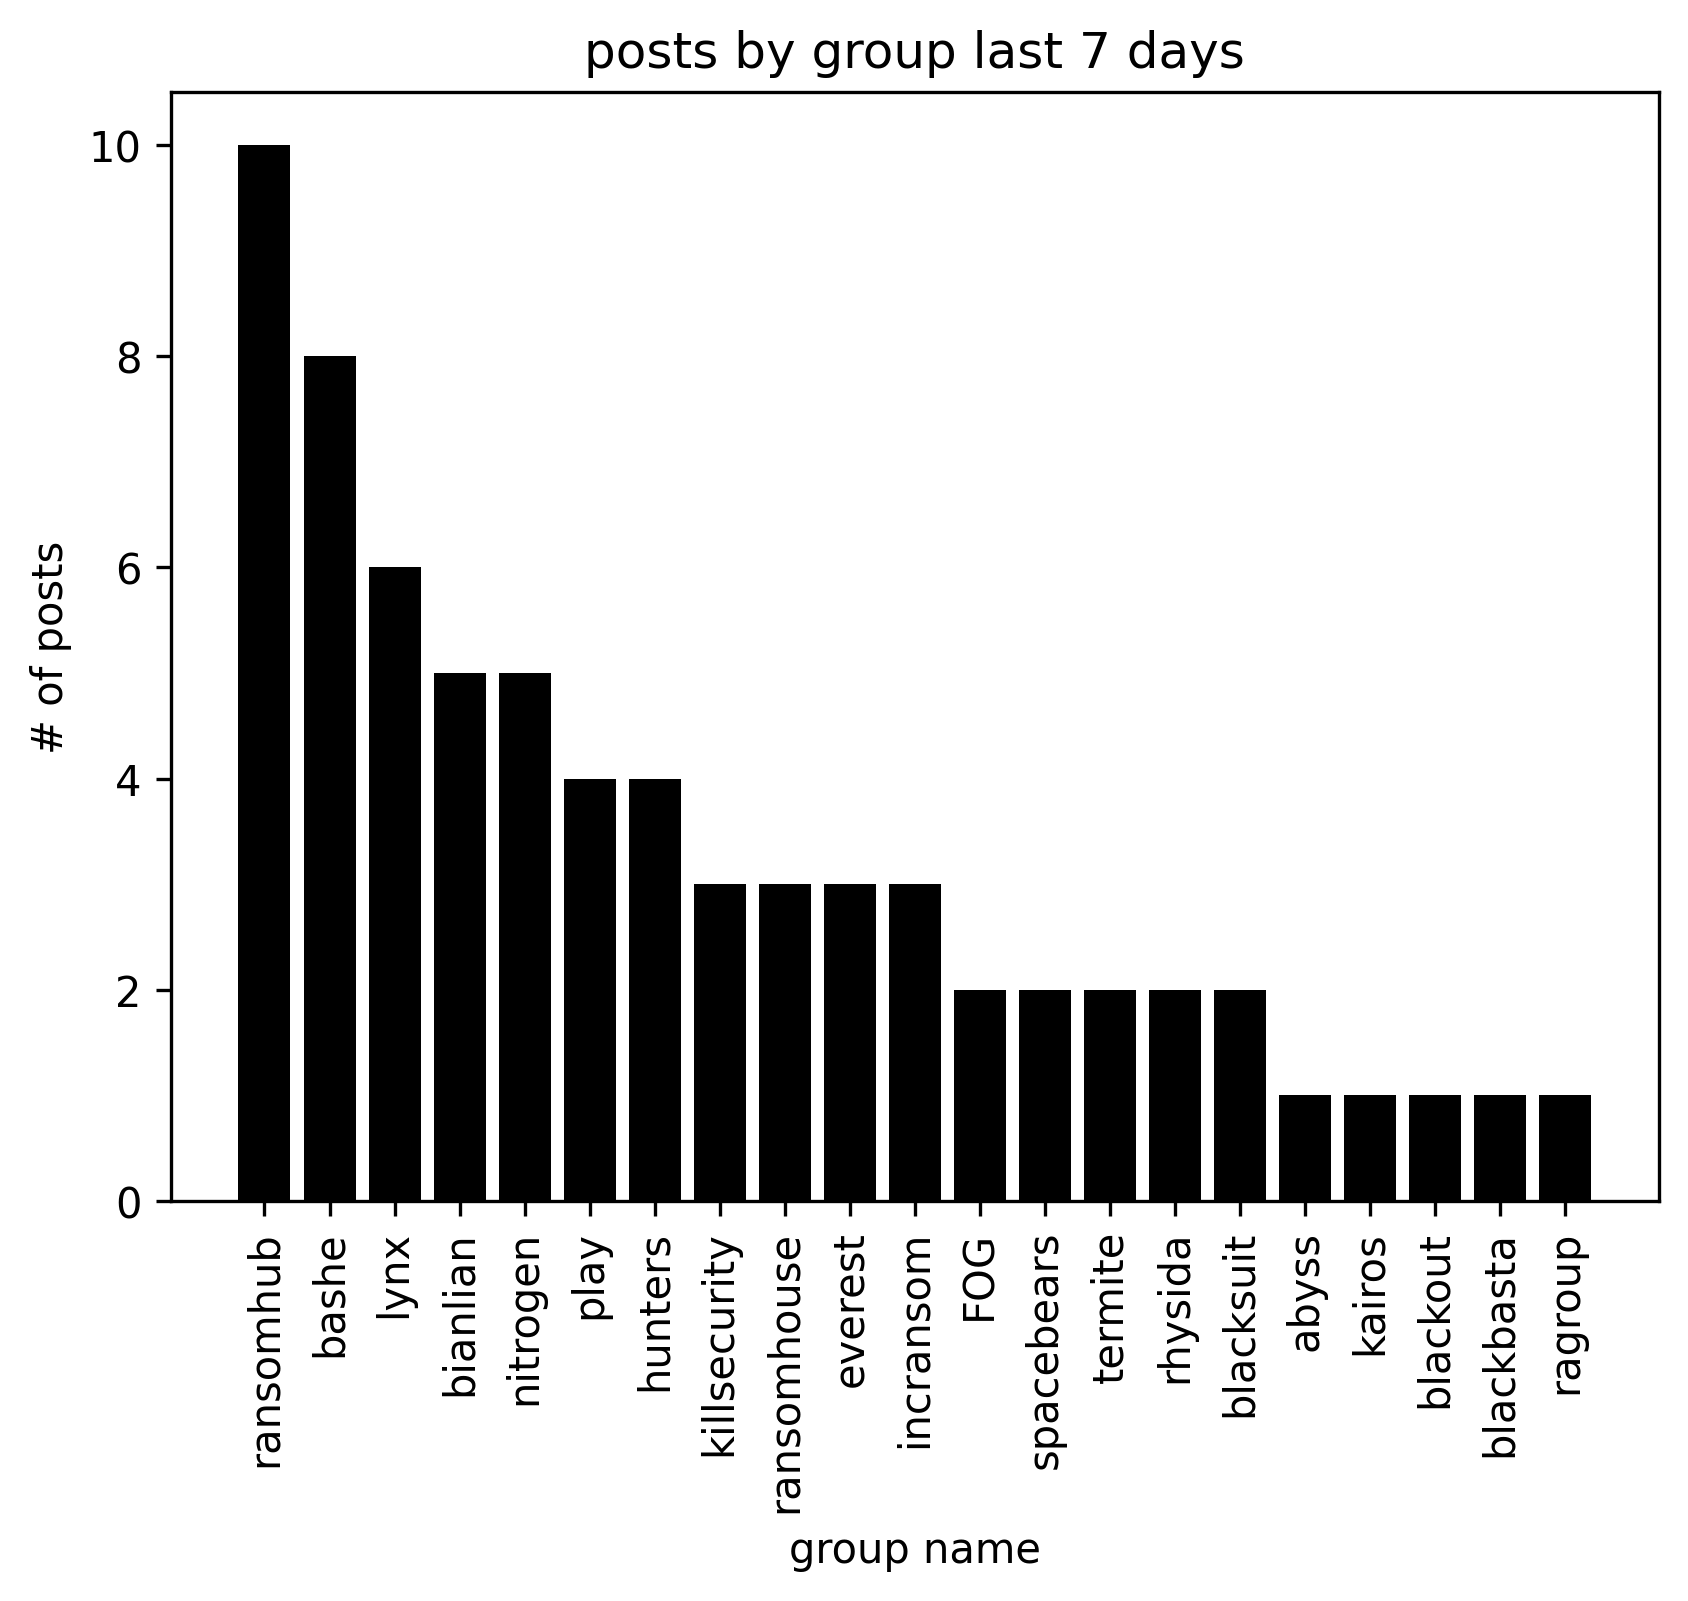 posts by group last 7 days
10
8
6
4
2
0
# of posts
ransomhub
bashe
lynx
bianlian
nitrogen
play
hunters
killsecurity
ransomhouse
everest
incransom
FOG
spacebears
termite
rhysida
blacksuit
abyss
kairos
blackout
blackbasta
ragroup
group name